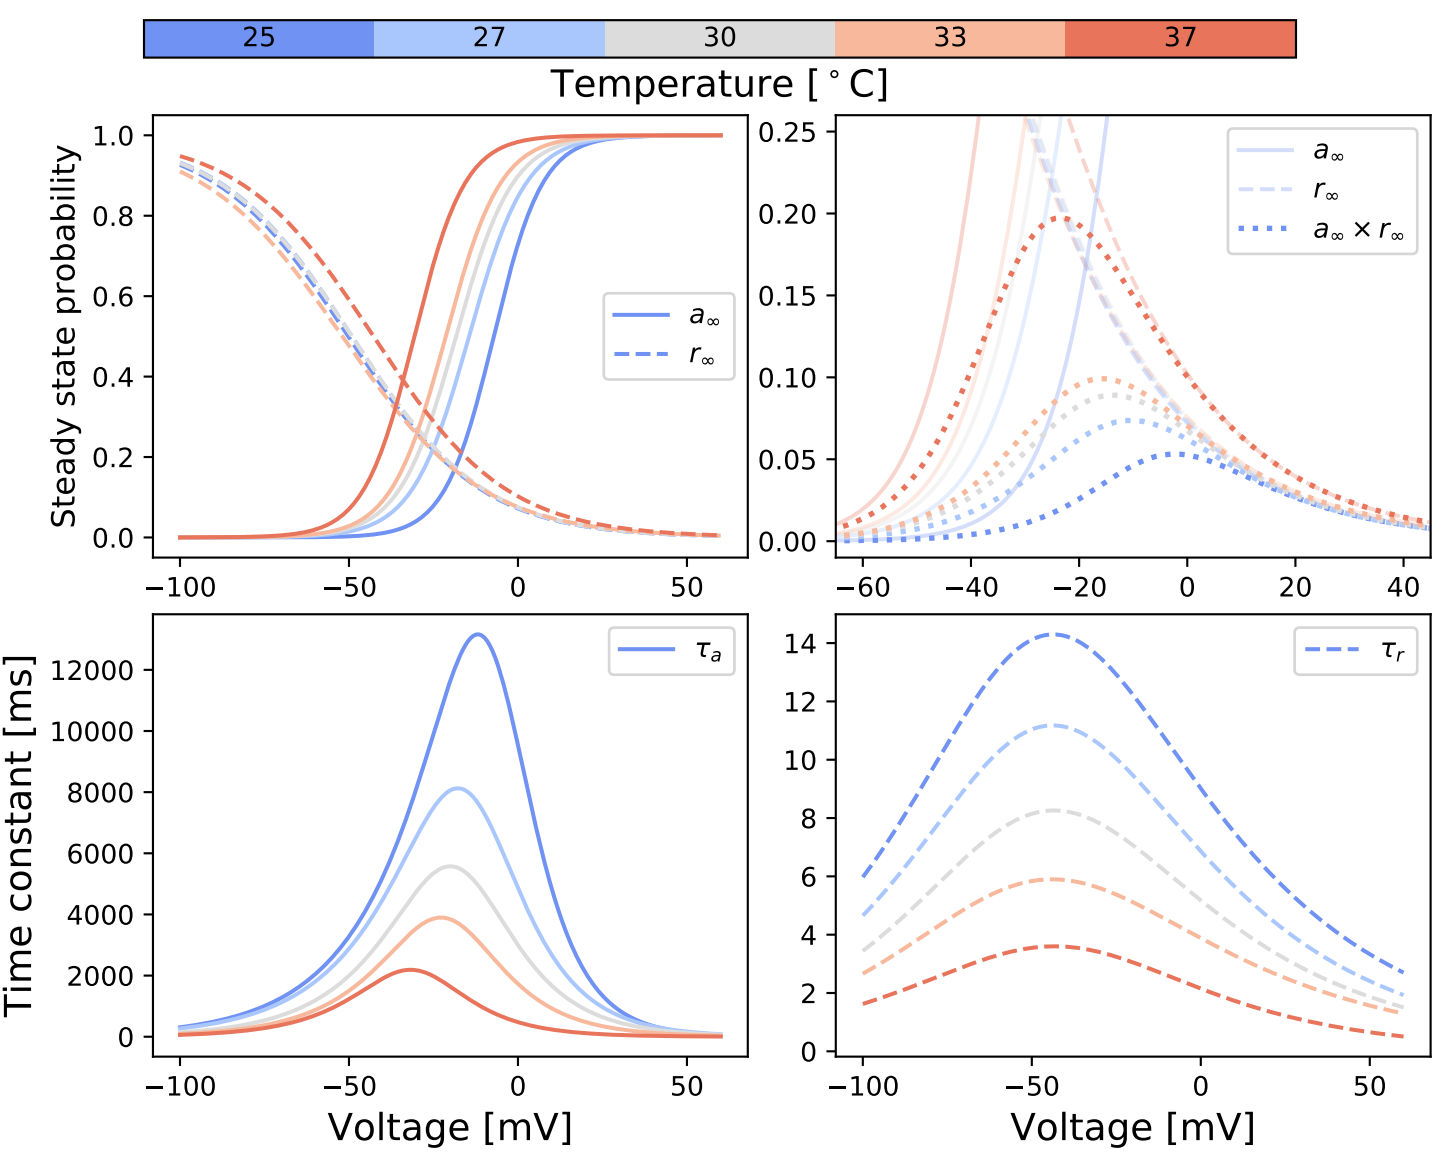 25 27 30 33 37
Temperature [°C]
Steady state probability
1.0
0.8
0.6
0.4
0.2
0.0
−100 −50 0 50
a∞
r∞
0.25
0.20
0.15
0.10
0.05
0.00
−60 −40 −20 0 20 40
a∞
r∞
a∞ × r∞
Time constant [ms]
12000
10000
8000
6000
4000
2000
0
−100 −50 0 50
Voltage [mV]
τa
14
12
10
8
6
4
2
0
−100 −50 0 50
Voltage [mV]
τr